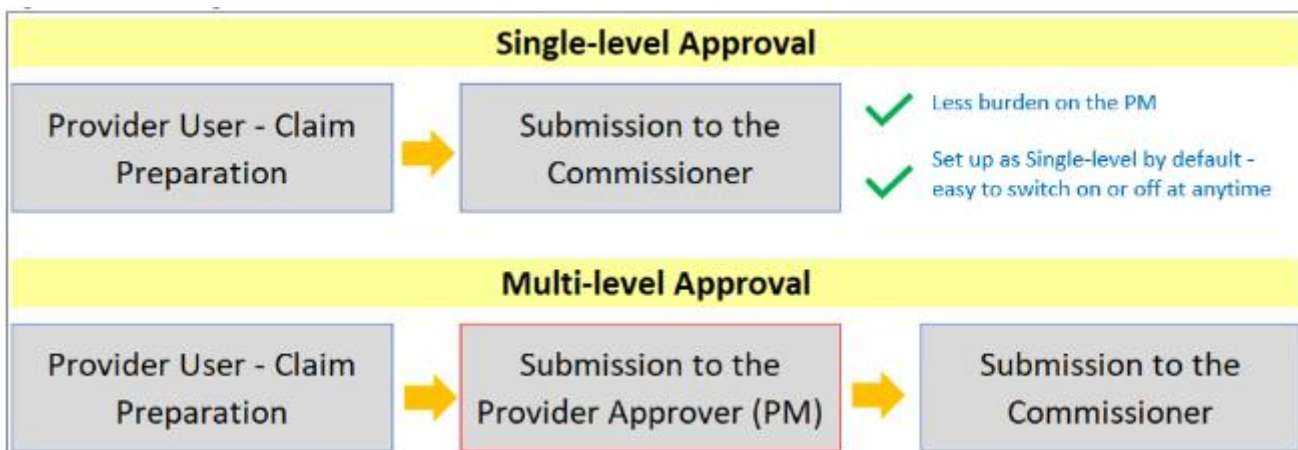 Single-level Approval
Provider User - Claim
Preparation
Submission to the
Commissioner
Less burden on the PM
Set up as Single-level by default -
easy to switch on or off at anytime
Multi-level Approval
Provider User - Claim
Preparation
Submission to the
Provider Approver (PM)
Submission to the
Commissioner